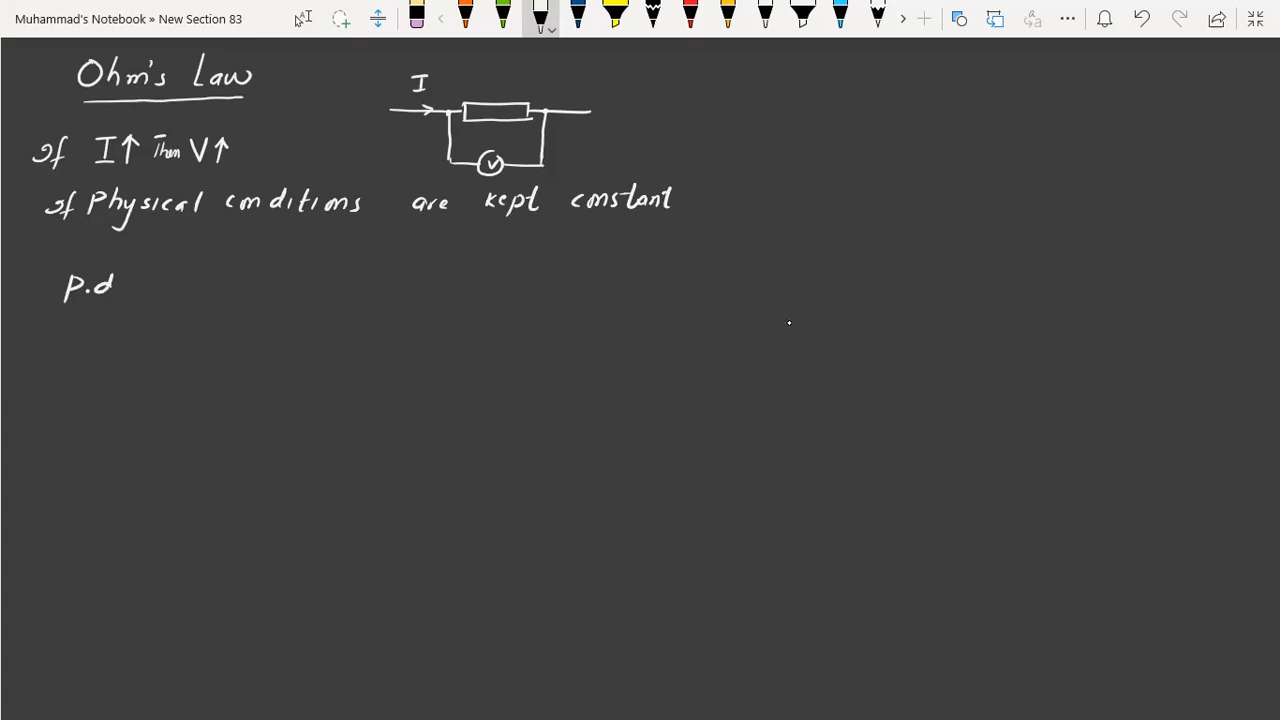 Muhammad's Notebook » New Section 83
Ohm's Law
I
If I↑ Then V↑
V
If Physical conditions are kept constant
P.d